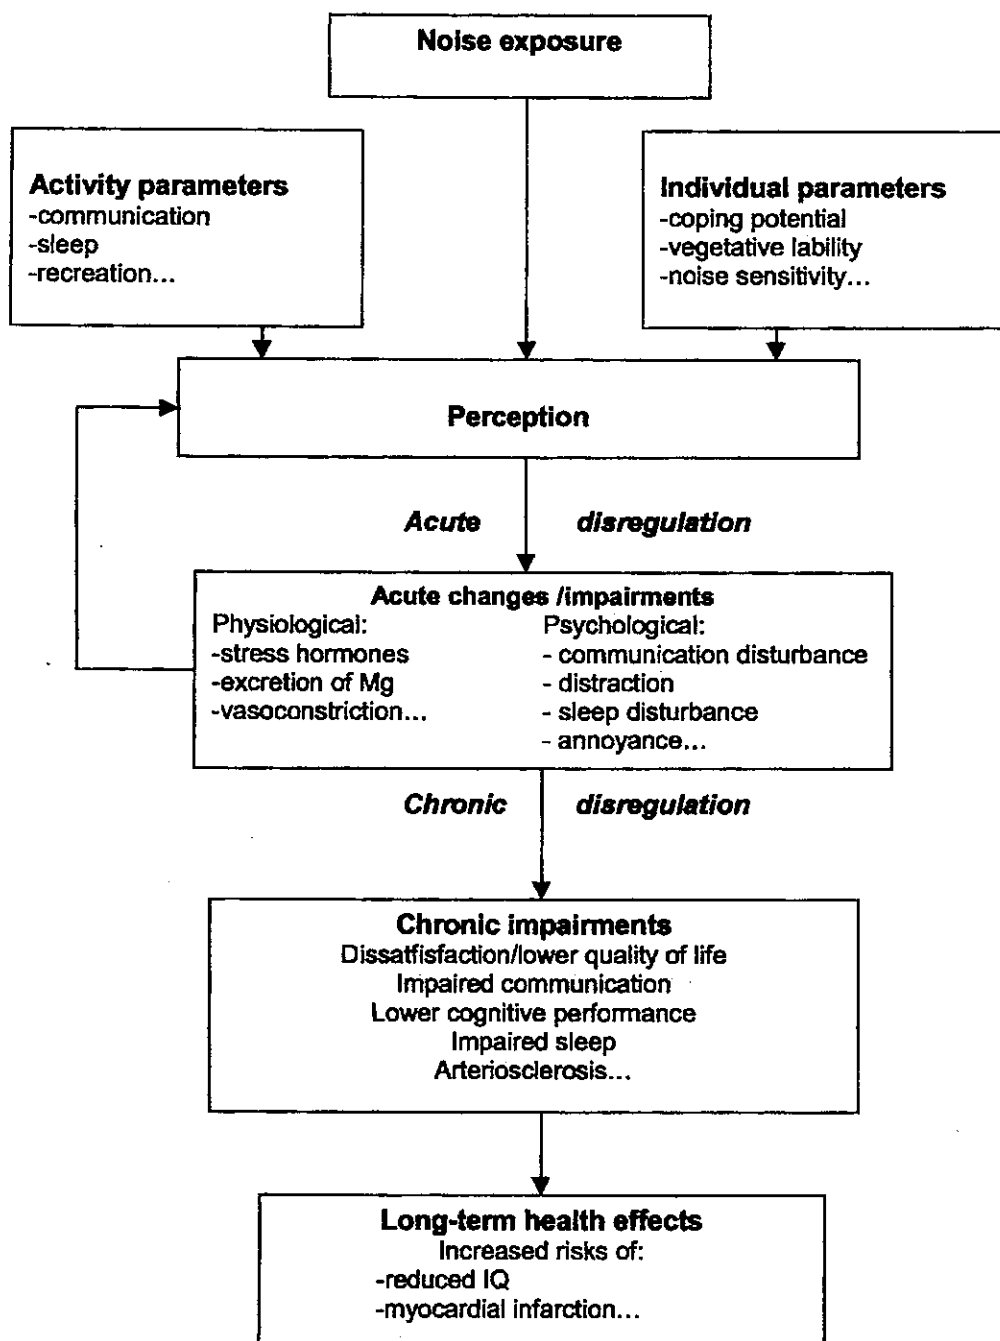 Noise exposure
Activity parameters
-communication
-sleep
-recreation...
Individual parameters
-coping potential
-vegetative lability
-noise sensitivity...
Perception
Acute disregulation
Acute changes /impairments
Physiological:
-stress hormones
-excretion of Mg
-vasoconstriction...
Psychological:
- communication disturbance
- distraction
- sleep disturbance
- annoyance...
Chronic disregulation
Chronic impairments
Dissatfisfaction/lower quality of life
Impaired communication
Lower cognitive performance
Impaired sleep
Arteriosclerosis...
Long-term health effects
Increased risks of:
-reduced IQ
-myocardial infarction...